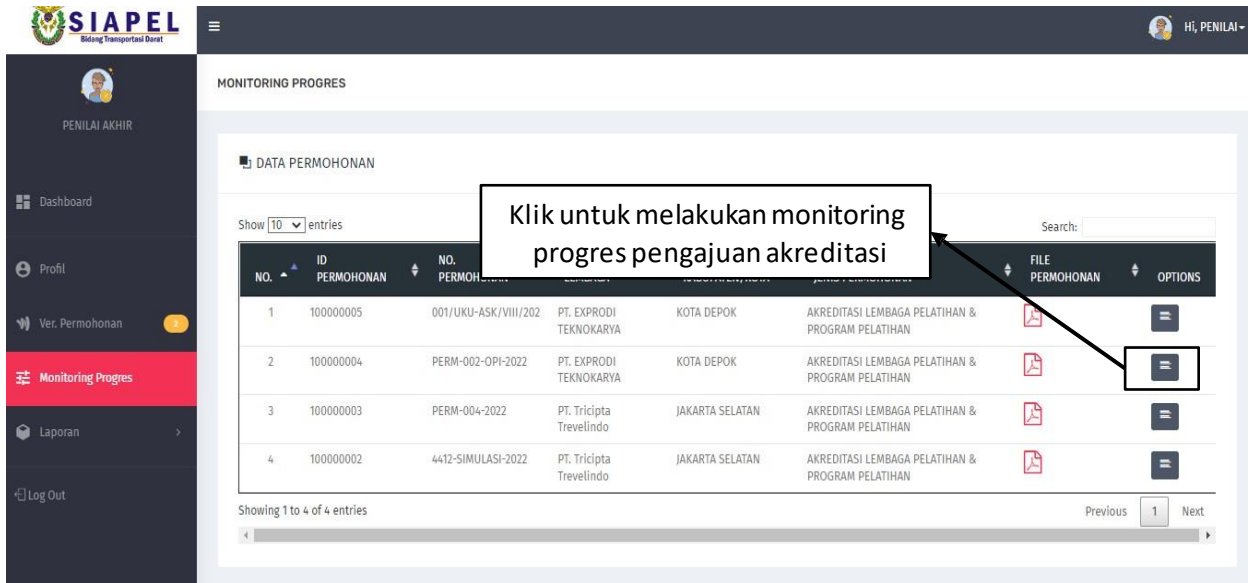 SIAPEL
Bidang Transportasi Darat
Hi, PENILAI
PENILAI AKHIR
Dashboard
Profil
Ver. Permohonan
Monitoring Progres
Laporan
Log Out
MONITORING PROGRES
DATA PERMOHONAN
Show 10 entries
Search:
Klik untuk melakukan monitoring
progres pengajuan akreditasi
NO. ID PERMOHONAN NO. FILE PERMOHONAN OPTIONS
1 100000005 001/UKU-ASK/VIII/202 PT. EXPRODI KOTA DEPOK AKREDITASI LEMBAGA PELATIHAN &
TEKNOKARYA PROGRAM PELATIHAN
2 100000004 PERM-002-OPI-2022 PT. EXPRODI KOTA DEPOK AKREDITASI LEMBAGA PELATIHAN &
TEKNOKARYA PROGRAM PELATIHAN
3 100000003 PERM-004-2022 PT. Tricipta JAKARTA SELATAN AKREDITASI LEMBAGA PELATIHAN &
Trevelindo PROGRAM PELATIHAN
4 100000002 4412-SIMULASI-2022 PT. Tricipta JAKARTA SELATAN AKREDITASI LEMBAGA PELATIHAN &
Trevelindo PROGRAM PELATIHAN
Showing 1 to 4 of 4 entries
Previous 1 Next